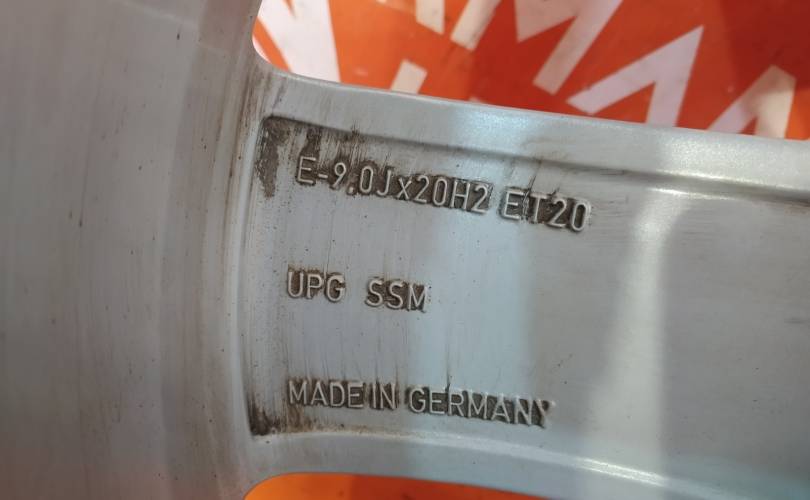 E-9,0Jx20H2 ET20
UPG SSM
MADE IN GERMANY